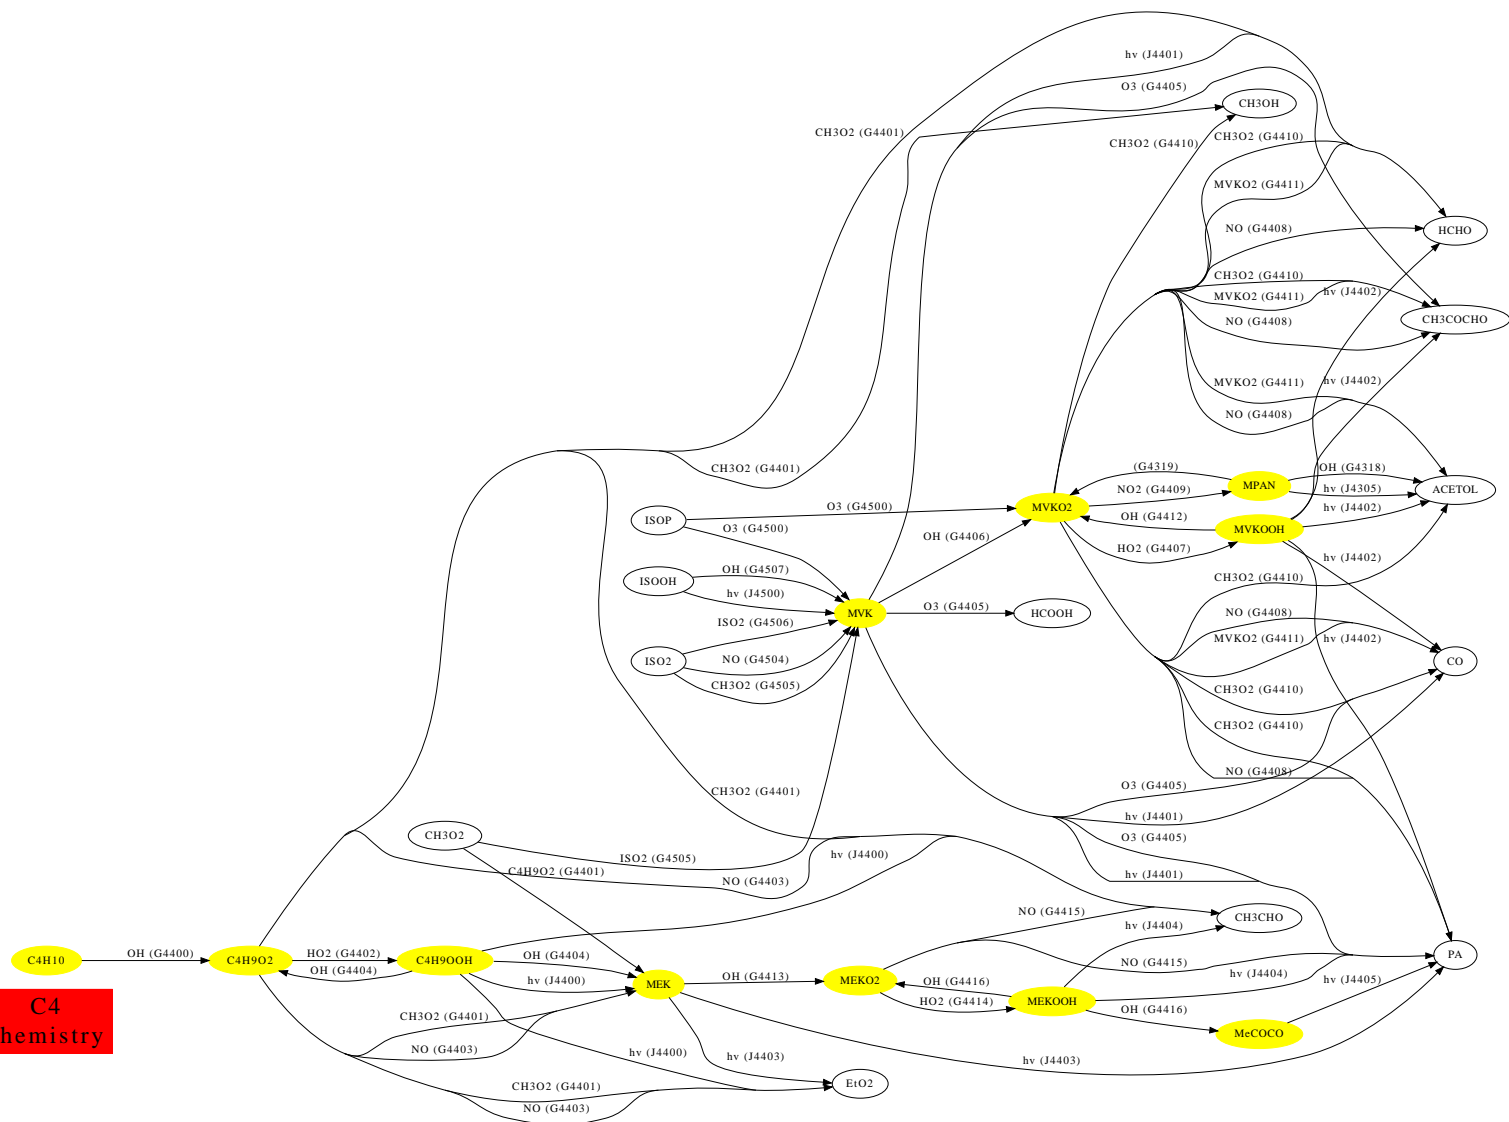 hv (J4401)
O3 (G4405)
CH3OH
CH3O2 (G4401)
CH3O2 (G4410)
CH3O2 (G4410)
MVKO2 (G4411)
HCHO
NO (G4408)
CH3O2 (G4410)
hv (J4402)
MVKO2 (G4411)
CH3COCHO
NO (G4408)
MVKO2 (G4411)
hv (J4402)
NO (G4408)
CH3O2 (G4401)
(G4319)
OH (G4318)
MPAN
NO2 (G4409)
hv (J4305)
ACETOL
O3 (G4500)
MVKO2
ISOP
OH (G4412)
hv (J4402)
O3 (G4500)
MVKOOH
OH (G4406)
HO2 (G4407)
hv (J4402)
OH (G4507)
ISOOH
CH3O2 (G4410)
hv (J4500)
MVK
O3 (G4405)
HCOOH
ISO2 (G4506)
NO (G4408)
MVKO2 (G4411)
hv (J4402)
NO (G4504)
ISO2
CO
CH3O2 (G4505)
CH3O2 (G4410)
CH3O2 (G4410)
NO (G4408)
O3 (G4405)
CH3O2 (G4401)
hv (J4401)
CH3O2
O3 (G4405)
hv (J4400)
ISO2 (G4505)
C4H9O2 (G4401)
NO (G4403)
hv (J4401)
NO (G4415)
CH3CHO
hv (J4404)
C4H10
OH (G4400)
C4H9O2
HO2 (G4402)
OH (G4404)
C4H9OOH
OH (G4404)
hv (J4400)
MEK
OH (G4413)
MEKO2
OH (G4416)
HO2 (G4414)
MEKOOH
NO (G4415)
hv (J4404)
hv (J4405)
PA
OH (G4416)
MeCOCO
C4
hemistry
CH3O2 (G4401)
NO (G4403)
hv (J4400)
hv (J4403)
hv (J4403)
EtO2
CH3O2 (G4401)
NO (G4403)